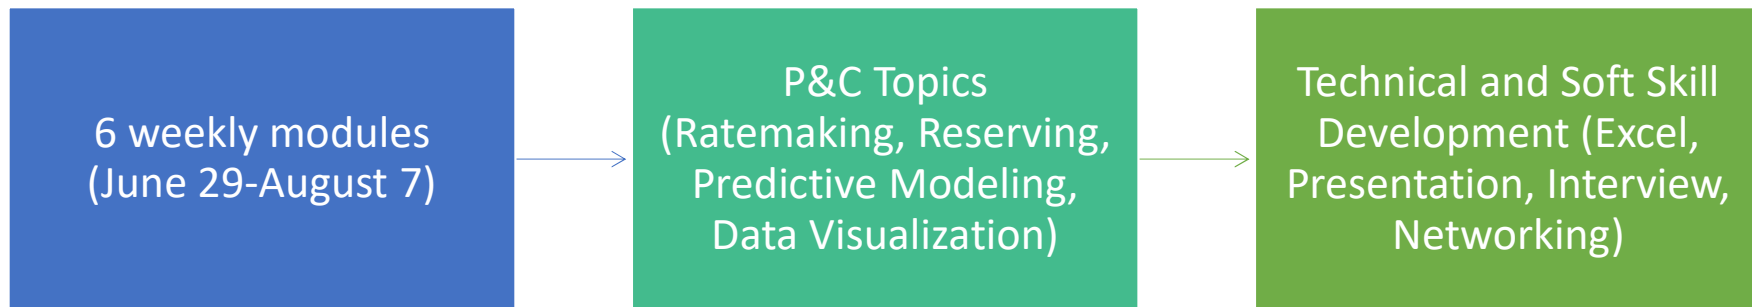 6 weekly modules
(June 29-August 7)
P&C Topics
(Ratemaking, Reserving,
Predictive Modeling,
Data Visualization)
Technical and Soft Skill
Development (Excel,
Presentation, Interview,
Networking)